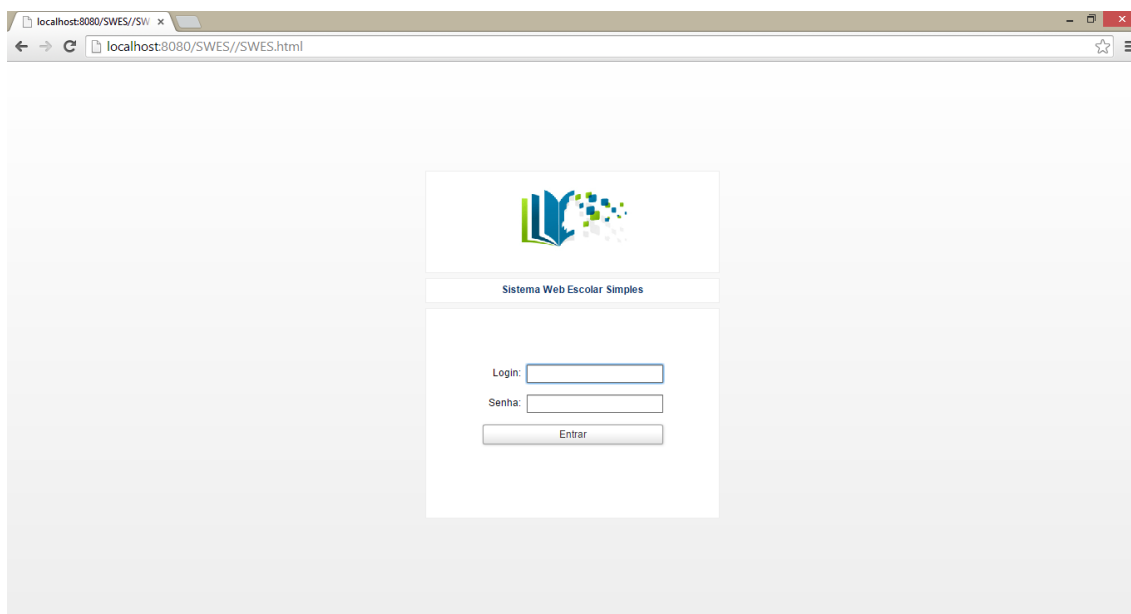 localhost:8080/SWES//SW
localhost:8080/SWES//SWES.html
Sistema Web Escolar Simples
Login:
Senha:
Entrar